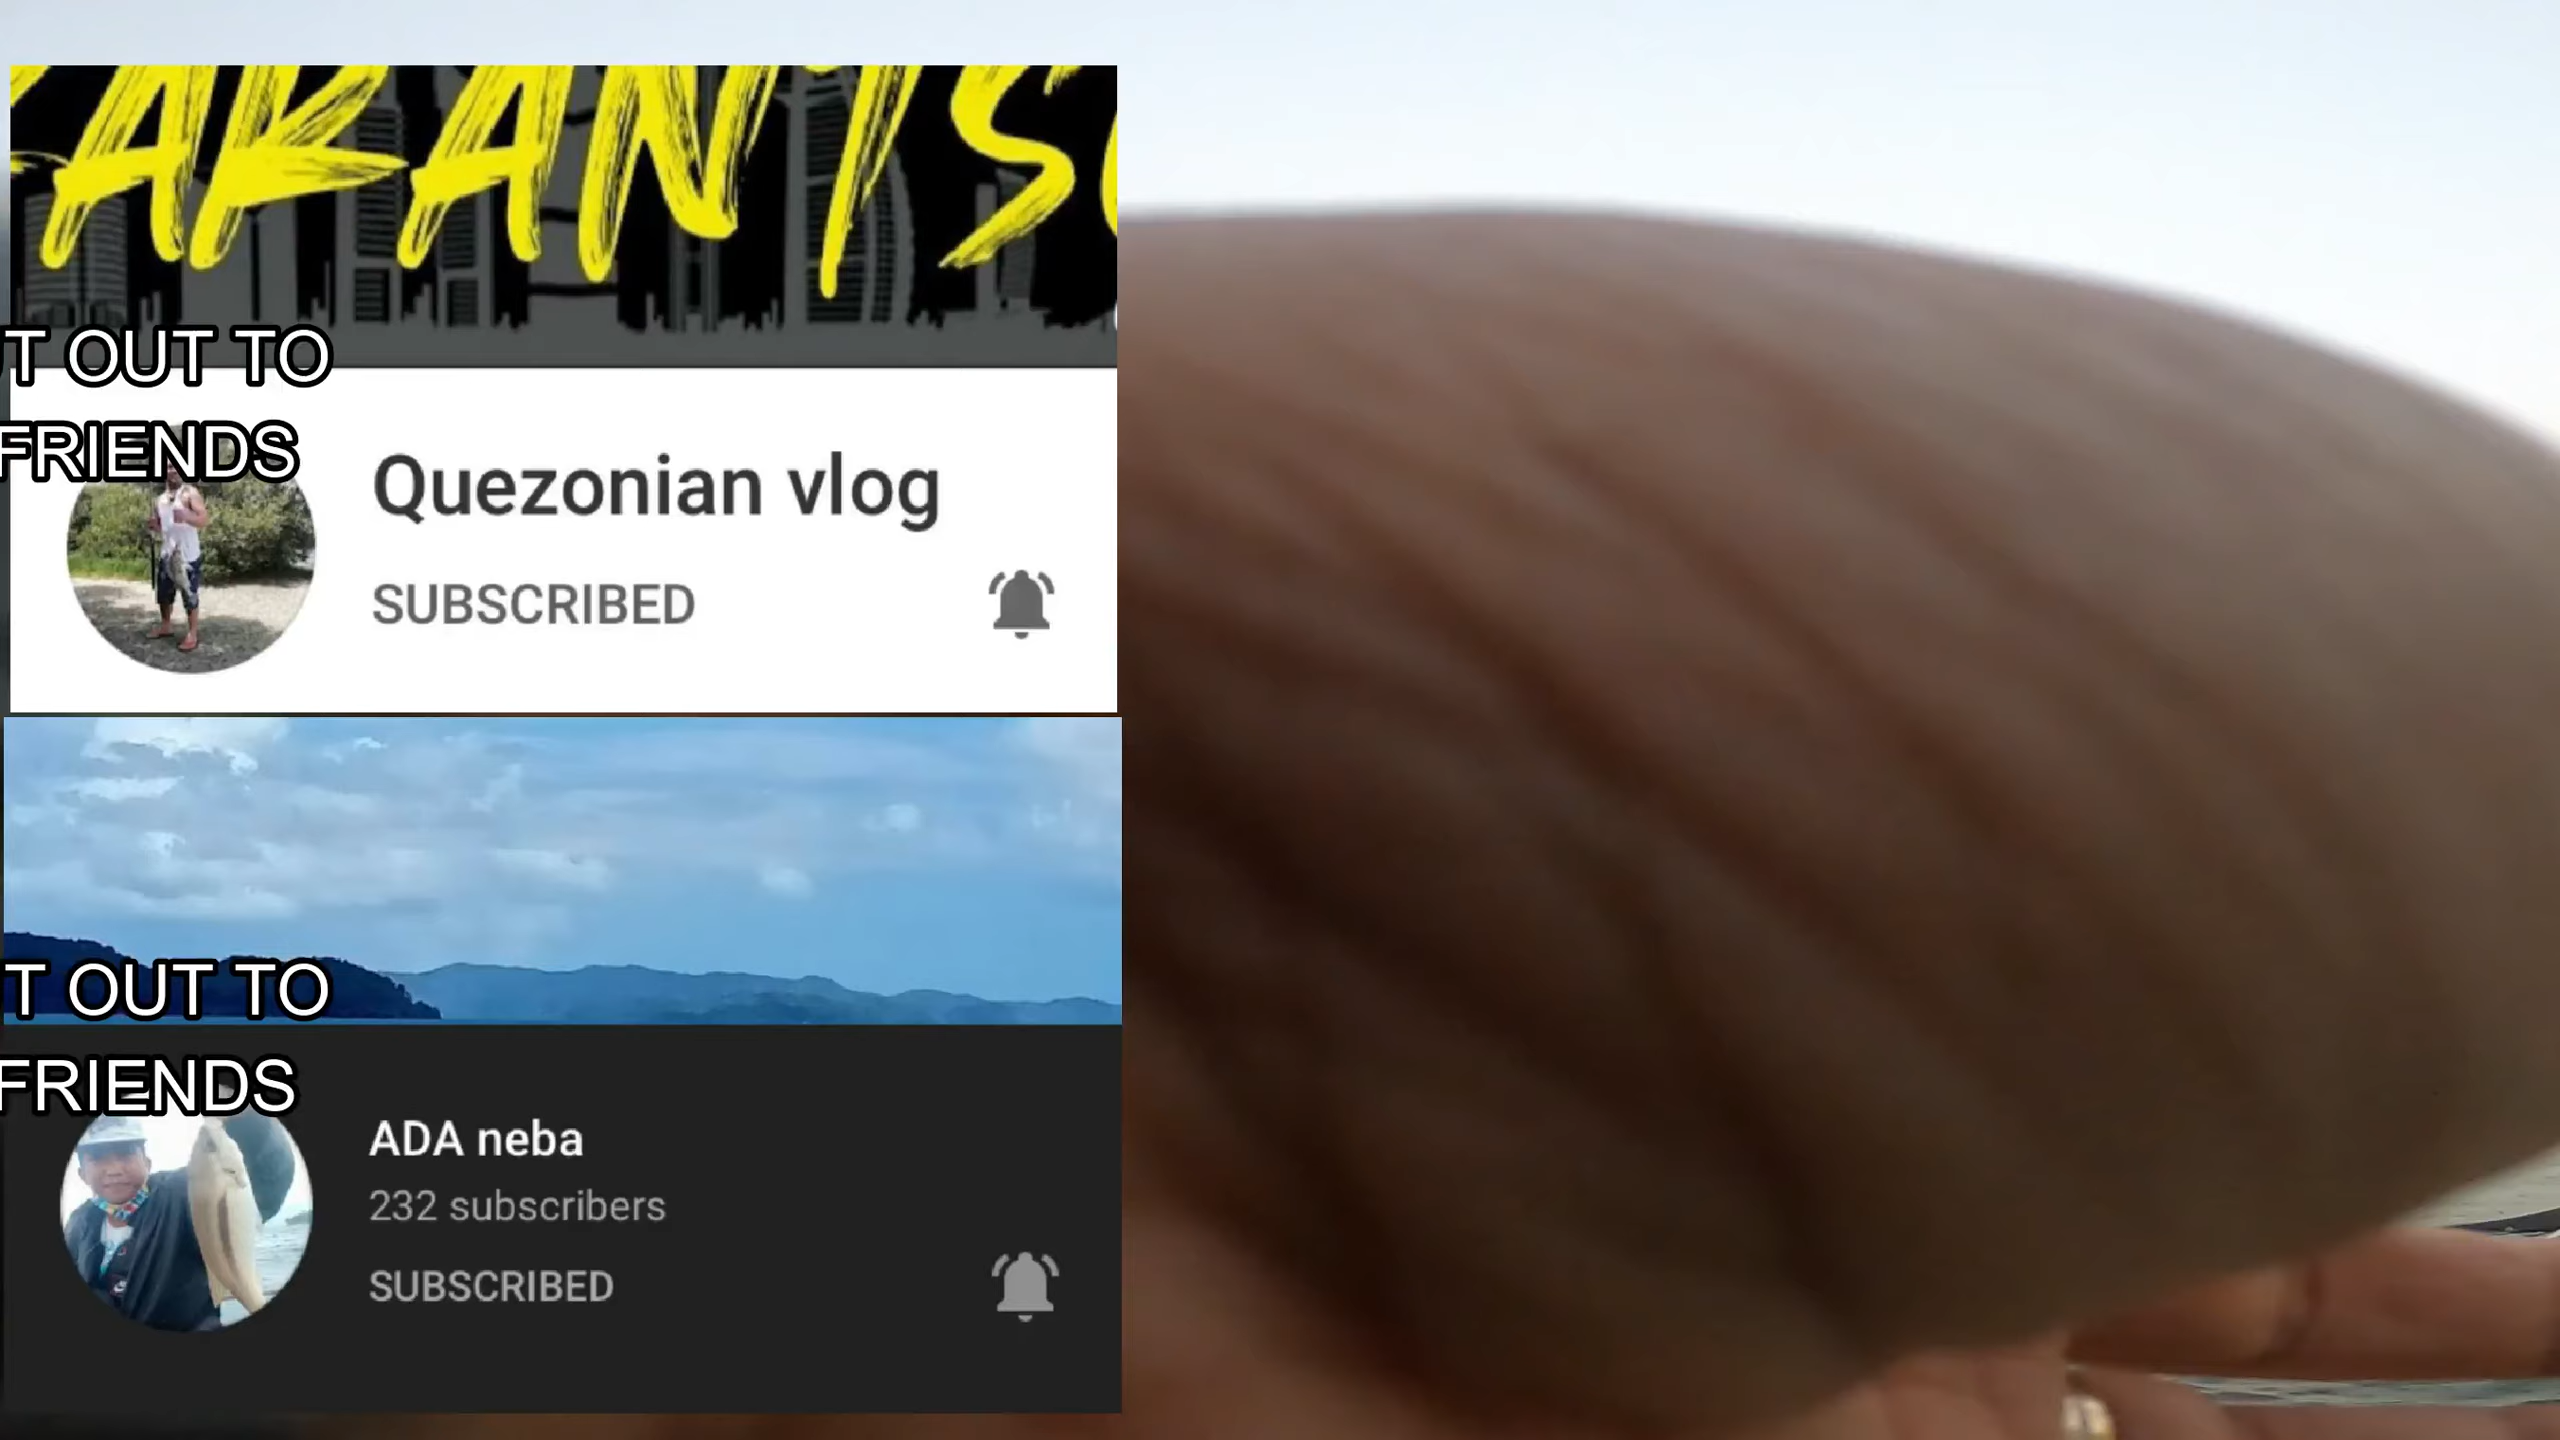 T OUT TO
FRIENDS
Quezonian vlog
SUBSCRIBED
T OUT TO
FRIENDS
ADA neba
232 subscribers
SUBSCRIBED